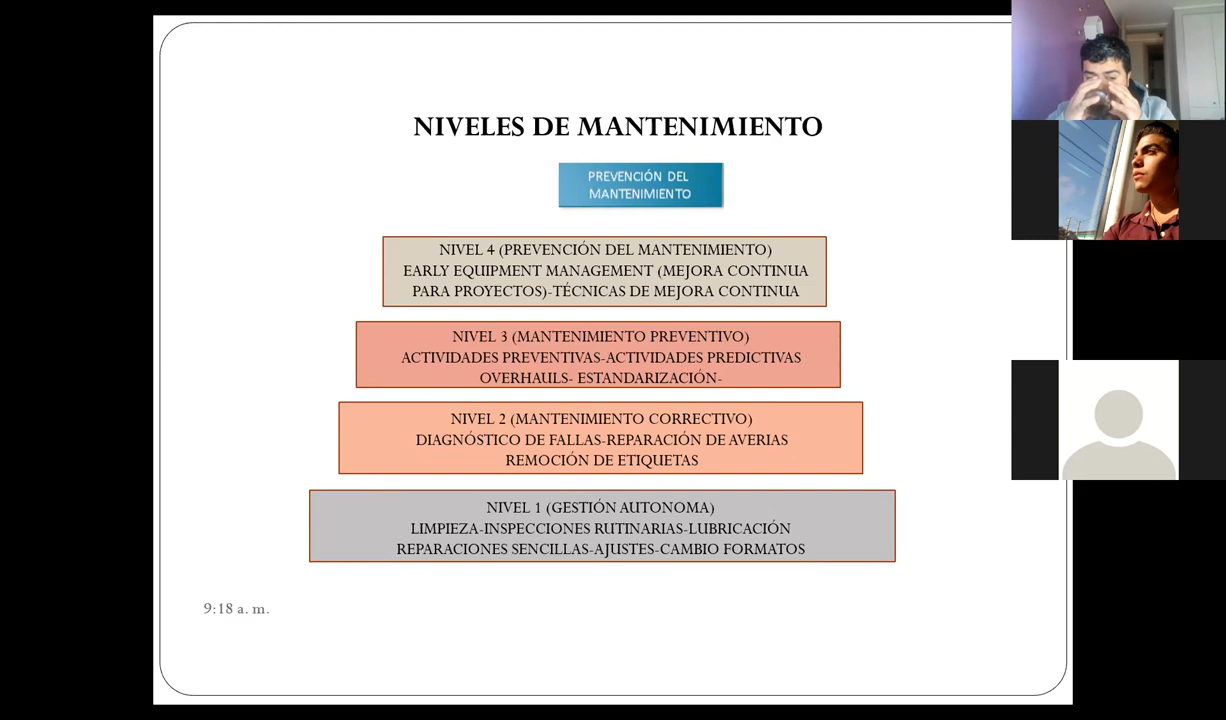 NIVELES DE MANTENIMIENTO
PREVENCIÓN DEL
MANTENIMIENTO
NIVEL 4 (PREVENCIÓN DEL MANTENIMIENTO)
EARLY EQUIPMENT MANAGEMENT (MEJORA CONTINUA
PARA PROYECTOS)-TÉCNICAS DE MEJORA CONTINUA
NIVEL 3 (MANTENIMIENTO PREVENTIVO)
ACTIVIDADES PREVENTIVAS-ACTIVIDADES PREDICTIVAS
OVERHAULS- ESTANDARIZACIÓN-
NIVEL 2 (MANTENIMIENTO CORRECTIVO)
DIAGNÓSTICO DE FALLAS-REPARACIÓN DE AVERIAS
REMOCIÓN DE ETIQUETAS
NIVEL 1 (GESTIÓN AUTONOMA)
LIMPIEZA-INSPECCIONES RUTINARIAS-LUBRICACIÓN
REPARACIONES SENCILLAS-AJUSTES-CAMBIO FORMATOS
9:18 a. m.